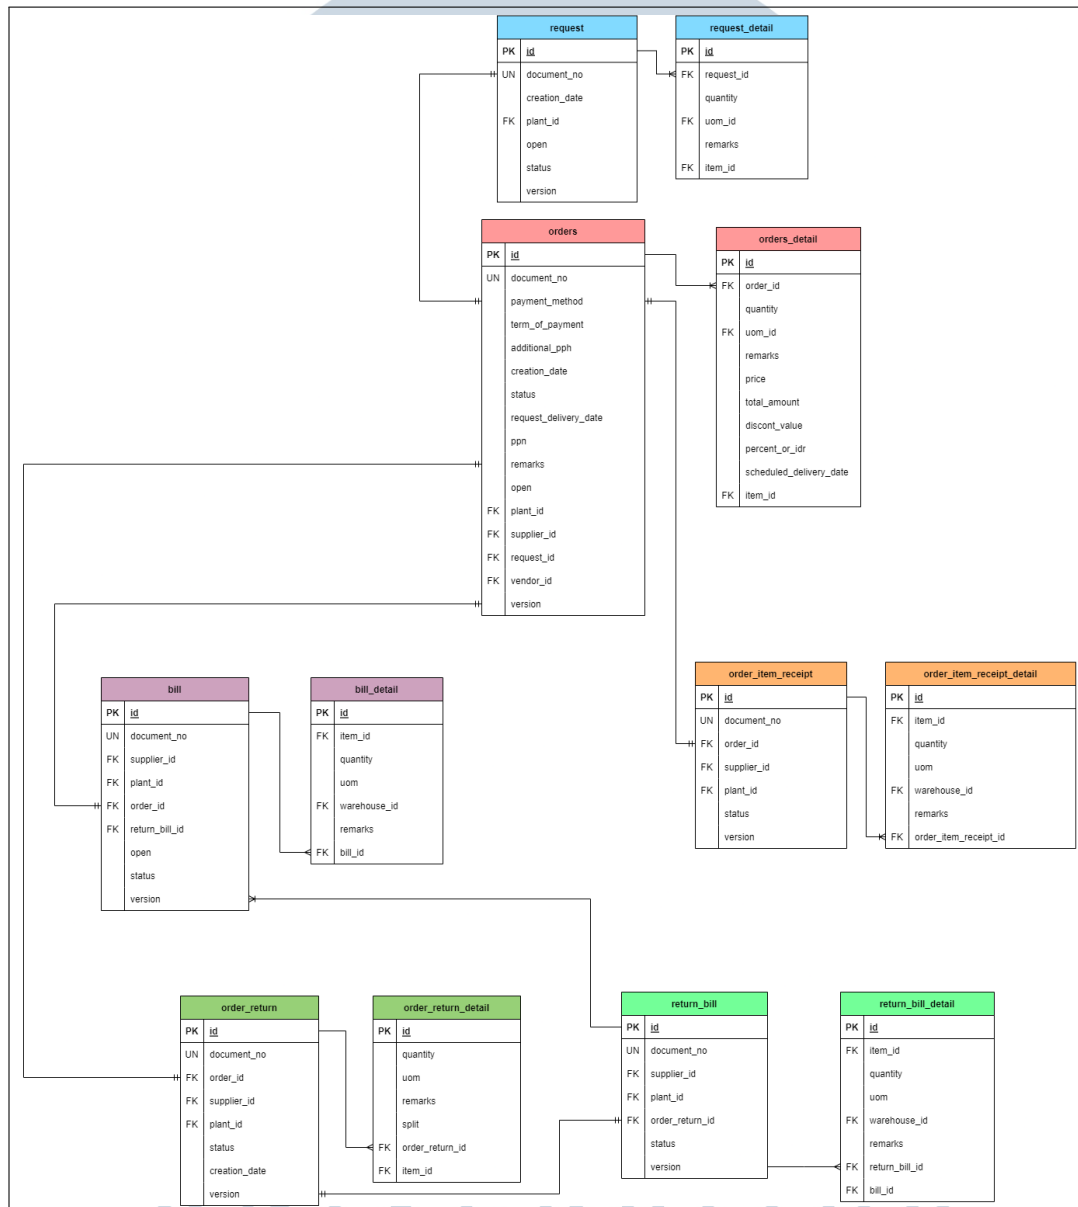 request
PK id
UN document_no
creation_date
FK plant_id
open
status
version
request_detail
PK id
FK request_id
quantity
FK uom_id
remarks
FK item_id
orders
PK id
UN document_no
payment_method
term_of_payment
additional_pph
creation_date
status
request_delivery_date
ppn
remarks
open
FK plant_id
FK supplier_id
FK request_id
FK vendor_id
version
orders_detail
PK id
FK order_id
quantity
FK uom_id
remarks
price
total_amount
discont_value
percent_or_idr
scheduled_delivery_date
FK item_id
bill
PK id
UN document_no
FK supplier_id
FK plant_id
FK order_id
FK return_bill_id
open
status
version
bill_detail
PK id
FK item_id
quantity
uom
FK warehouse_id
remarks
FK bill_id
order_item_receipt
PK id
UN document_no
FK order_id
FK supplier_id
FK plant_id
status
version
order_item_receipt_detail
PK id
FK item_id
quantity
uom
FK warehouse_id
remarks
FK order_item_receipt_id
order_return
PK id
UN document_no
FK order_id
FK supplier_id
FK plant_id
status
creation_date
version
order_return_detail
PK id
quantity
uom
remarks
split
FK order_return_id
FK item_id
return_bill
PK id
UN document_no
FK supplier_id
FK plant_id
FK order_return_id
status
version
return_bill_detail
PK id
FK item_id
quantity
uom
FK warehouse_id
remarks
FK return_bill_id
FK bill_id